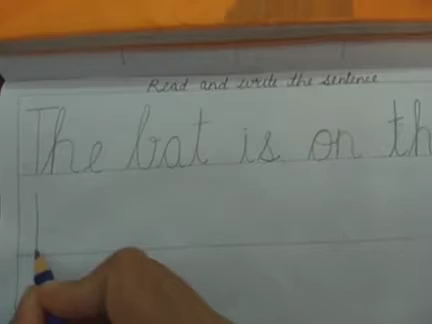 Read and write the sentence
The bat is on th